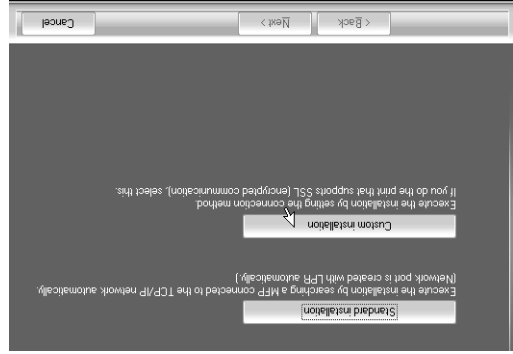 Standard installation
Execute the installation by searching a MFP connected to the TCP/IP network automatically.
(Network port is created with LPR automatically.)
Custom installation
Execute the installation by setting the connection method.
If you do the print that supports SSL (encrypted communication), select this.
< Back
Next >
Cancel